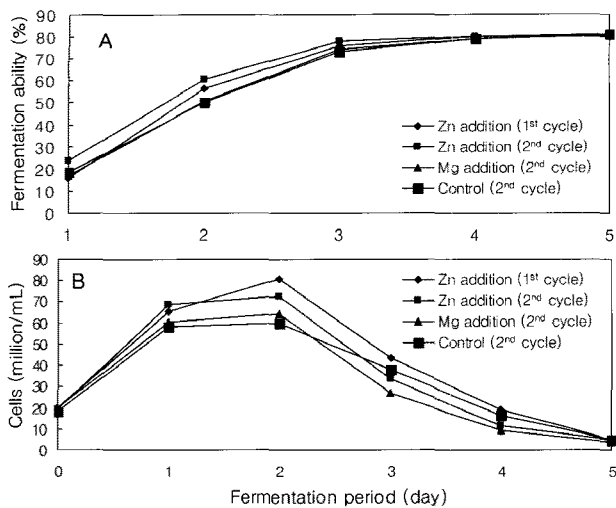 A
Fermentation ability (%)
90
80
70
60
50
40
30
20
10
0
1 2 3 4 5
Zn addition (1st cycle)
Zn addition (2nd cycle)
Mg addition (2nd cycle)
Control (2nd cycle)
B
Cells (million/mL)
90
80
70
60
50
40
30
20
10
0
0 1 2 3 4 5
Zn addition (1st cycle)
Zn addition (2nd cycle)
Mg addition (2nd cycle)
Control (2nd cycle)
Fermentation period (day)